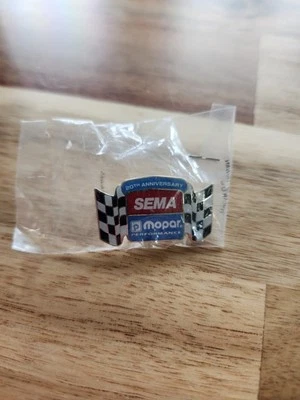 20TH ANNIVERSARY
SEMA
mopar
PERFORMANCE